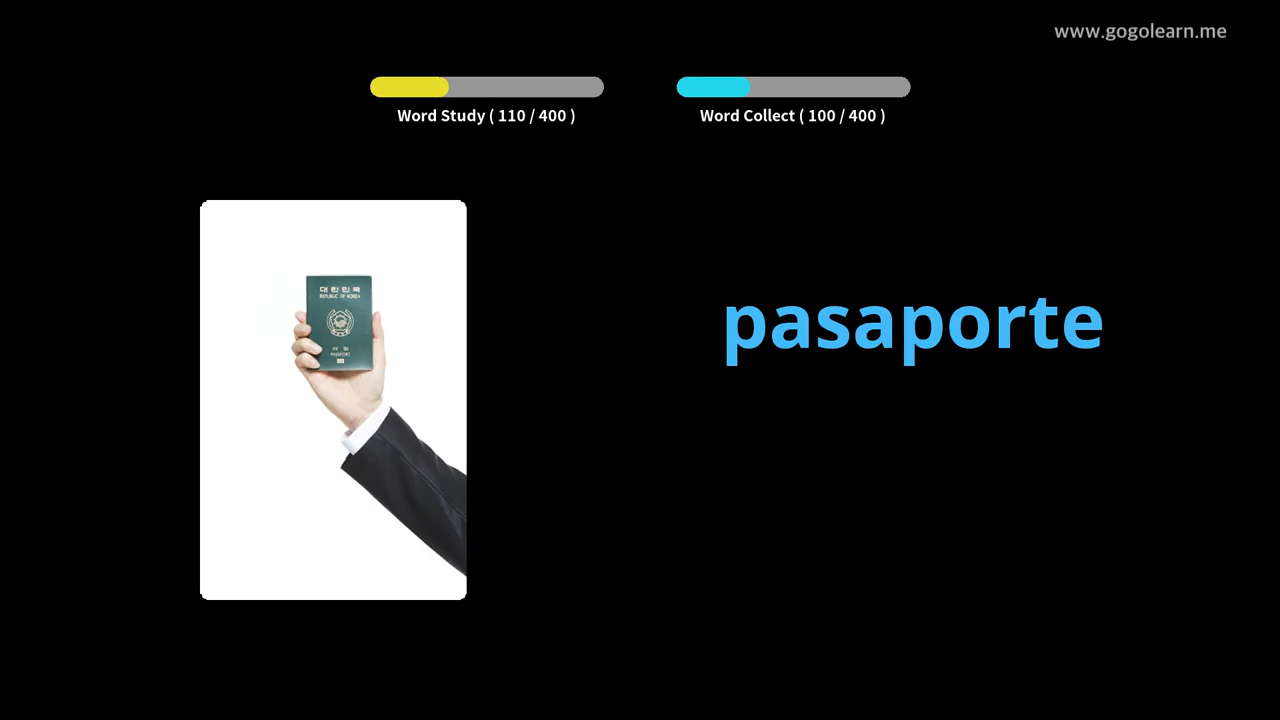 www.gogolearn.me
Word Study ( 110 / 400 )
Word Collect ( 100 / 400 )
대한민국
REPUBLIC OF KOREA
PASSPORT
pasaporte